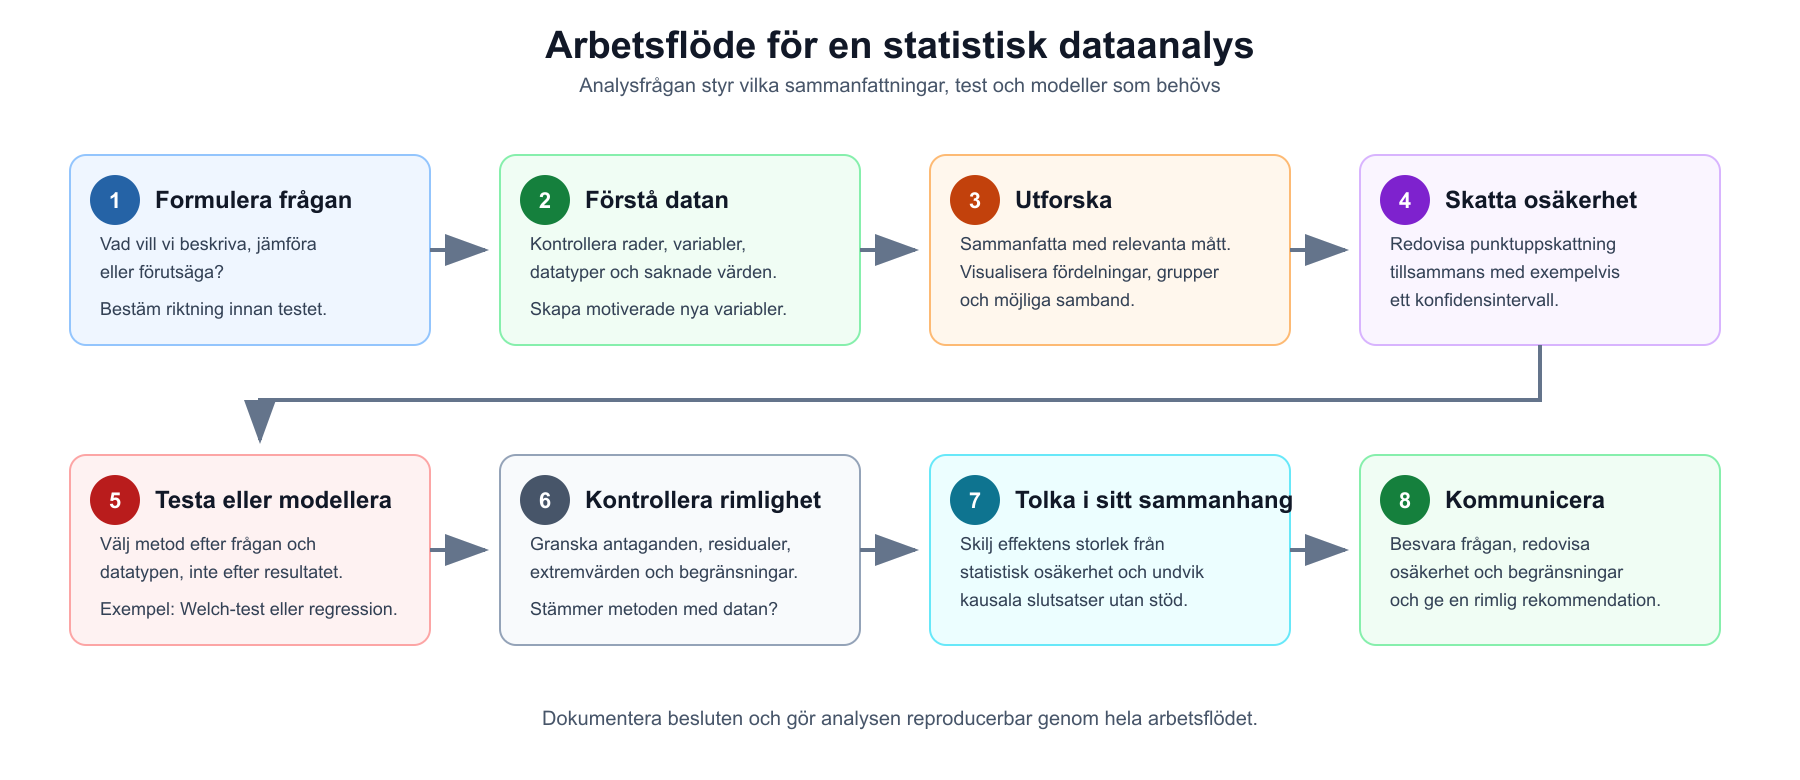 Arbetsflöde för en statistisk dataanalys
Analysfrågan styr vilka sammanfattningar, test och modeller som behövs
1
Formulera frågan
Vad vill vi beskriva, jämföra
eller förutsäga?
Bestäm riktning innan testet.
2
Förstå datan
Kontrollera rader, variabler,
datatyper och saknade värden.
Skapa motiverade nya variabler.
3
Utforska
Sammanfatta med relevanta mått.
Visualisera fördelningar, grupper
och möjliga samband.
4
Skatta osäkerhet
Redovisa punktuppskattning
tillsammans med exempelvis
ett konfidensintervall.
5
Testa eller modellera
Välj metod efter frågan och
datatypen, inte efter resultatet.
Exempel: Welch-test eller regression.
6
Kontrollera rimlighet
Granska antaganden, residualer,
extremvärden och begränsningar.
Stämmer metoden med datan?
7
Tolka i sitt sammanhang
Skilj effektens storlek från
statistisk osäkerhet och undvik
kausala slutsatser utan stöd.
8
Kommunicera
Besvara frågan, redovisa
osäkerhet och begränsningar
och ge en rimlig rekommendation.
Dokumentera besluten och gör analysen reproducerbar genom hela arbetsflödet.